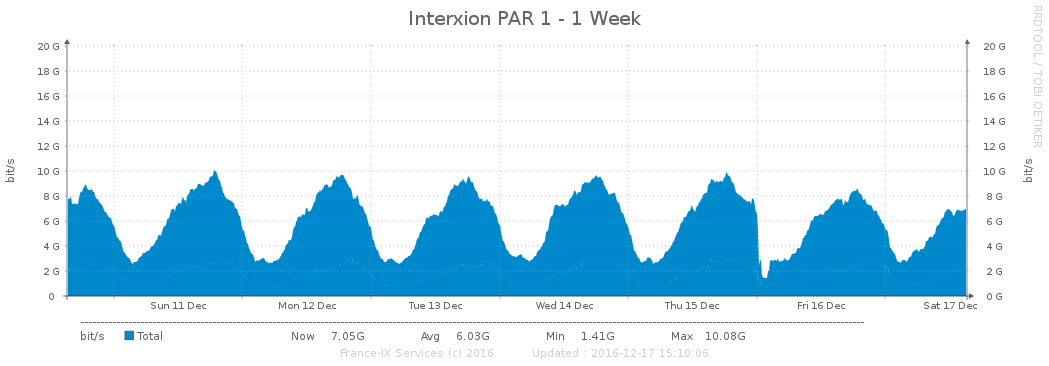 Interxion PAR 1 - 1 Week
RRDTOOL / TOBI OETIKER
bit/s
20 G 20 G
18 G 18 G
16 G 16 G
14 G 14 G
12 G 12 G
10 G 10 G
8 G 8 G
6 G 6 G
4 G 4 G
2 G 2 G
0 0 G
bit/s
Sun 11 Dec Mon 12 Dec Tue 13 Dec Wed 14 Dec Thu 15 Dec Fri 16 Dec Sat 17 Dec
bit/s Total Now 7.05G Avg 6.03G Min 1.41G Max 10.08G
France-IX Services (c) 2016 Updated : 2016-12-17 15:10:06